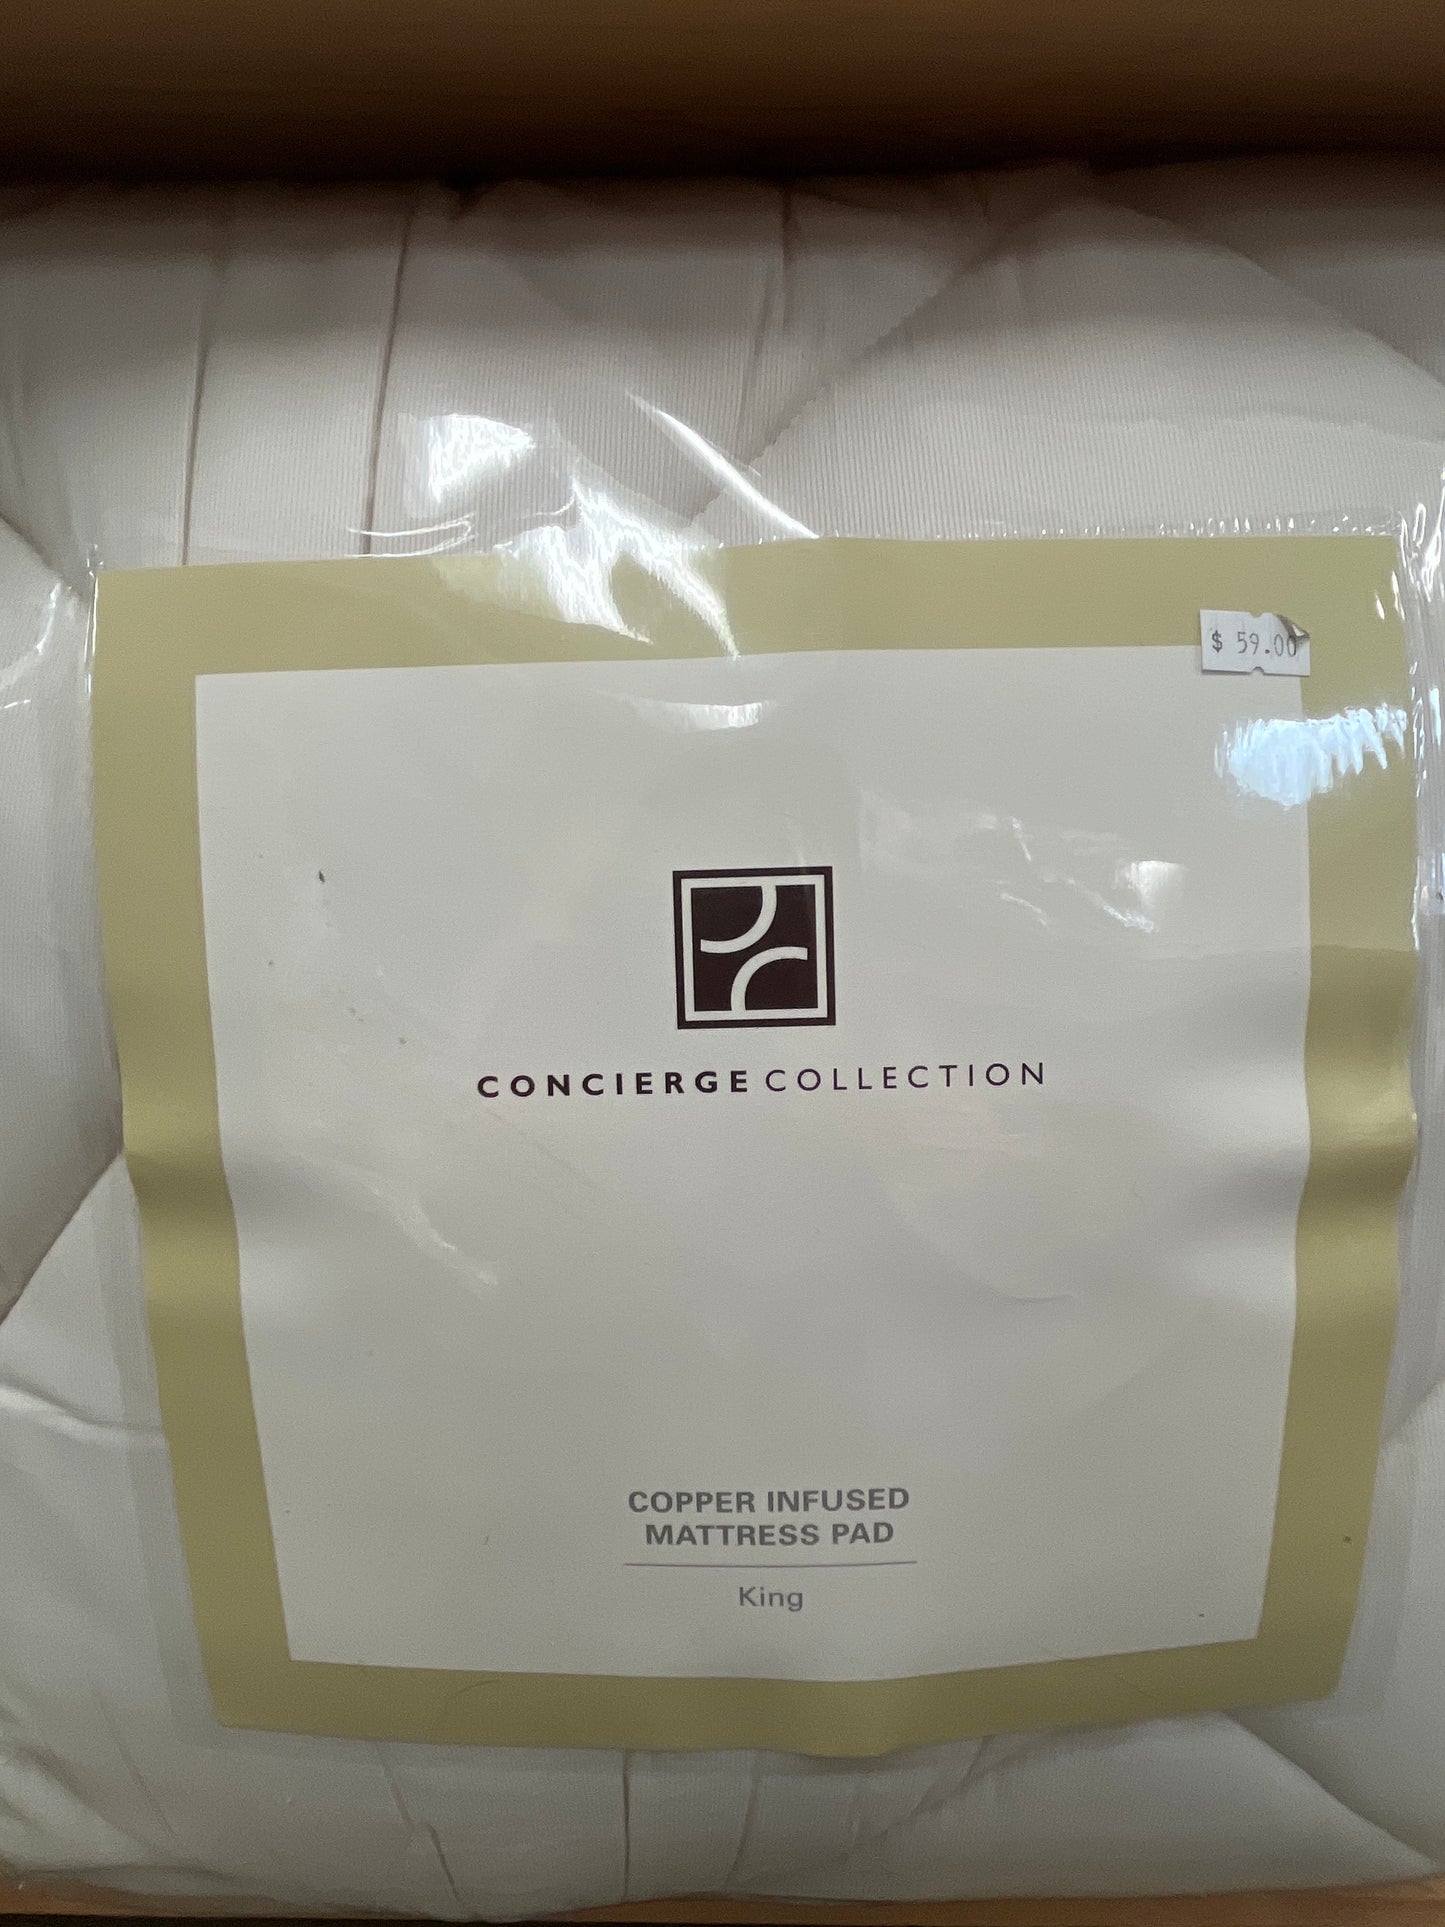 $ 59.00
CONCIERGE COLLECTION
COPPER INFUSED
MATTRESS PAD
King